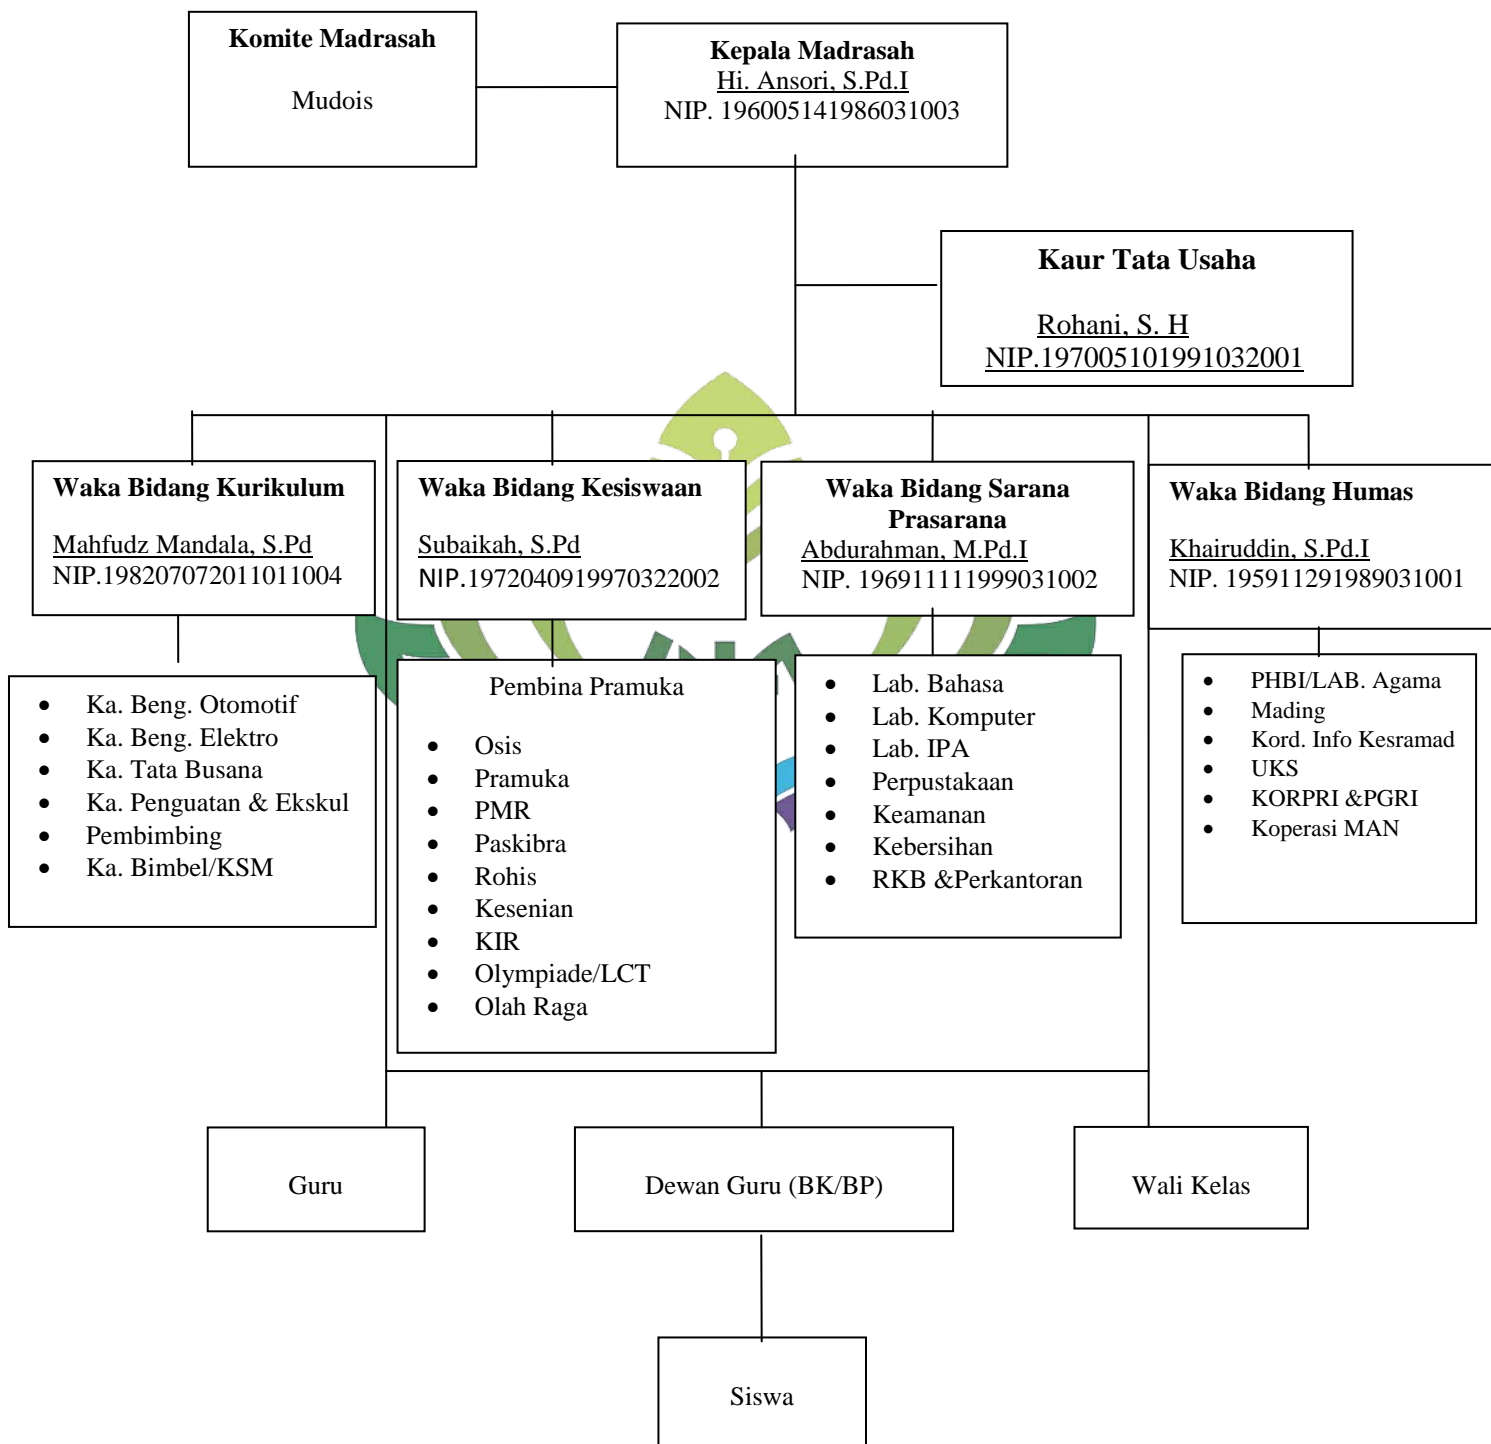 Komite Madrasah
Mudois
Kepala Madrasah
Hi. Ansori, S.Pd.I
NIP. 196005141986031003
Kaur Tata Usaha
Rohani, S. H
NIP.197005101991032001
Waka Bidang Kurikulum
Mahfudz Mandala, S.Pd
NIP.198207072011011004
Waka Bidang Kesiswaan
Subaikah, S.Pd
NIP.1972040919970322002
Waka Bidang Sarana
Prasarana
Abdurahman, M.Pd.I
NIP. 196911111999031002
Waka Bidang Humas
Khairuddin, S.Pd.I
NIP. 195911291989031001
• Ka. Beng. Otomotif
• Ka. Beng. Elektro
• Ka. Tata Busana
• Ka. Penguatan & Ekskul
• Pembimbing
• Ka. Bimbel/KSM
Pembina Pramuka
• Osis
• Pramuka
• PMR
• Paskibra
• Rohis
• Kesenian
• KIR
• Olympiade/LCT
• Olah Raga
• Lab. Bahasa
• Lab. Komputer
• Lab. IPA
• Perpustakaan
• Keamanan
• Kebersihan
• RKB &Perkantoran
• PHBI/LAB. Agama
• Mading
• Kord. Info Kesramad
• UKS
• KORPRI &PGRI
• Koperasi MAN
Guru
Dewan Guru (BK/BP)
Wali Kelas
Siswa